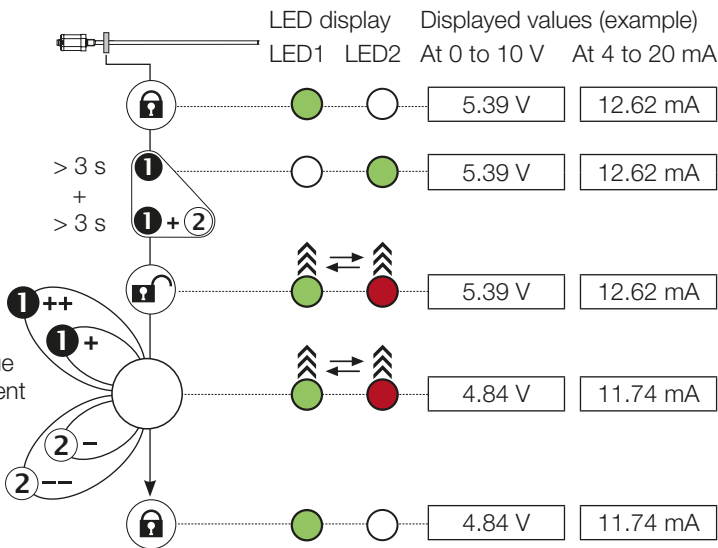 LED display Displayed values (example)
LED1 LED2 At 0 to 10 V At 4 to 20 mA
5.39 V 12.62 mA
> 3 s 1 5.39 V 12.62 mA
+
> 3 s 1 + 2
5.39 V 12.62 mA
1 ++
1 +
4.84 V 11.74 mA
2 –
2 ––
4.84 V 11.74 mA